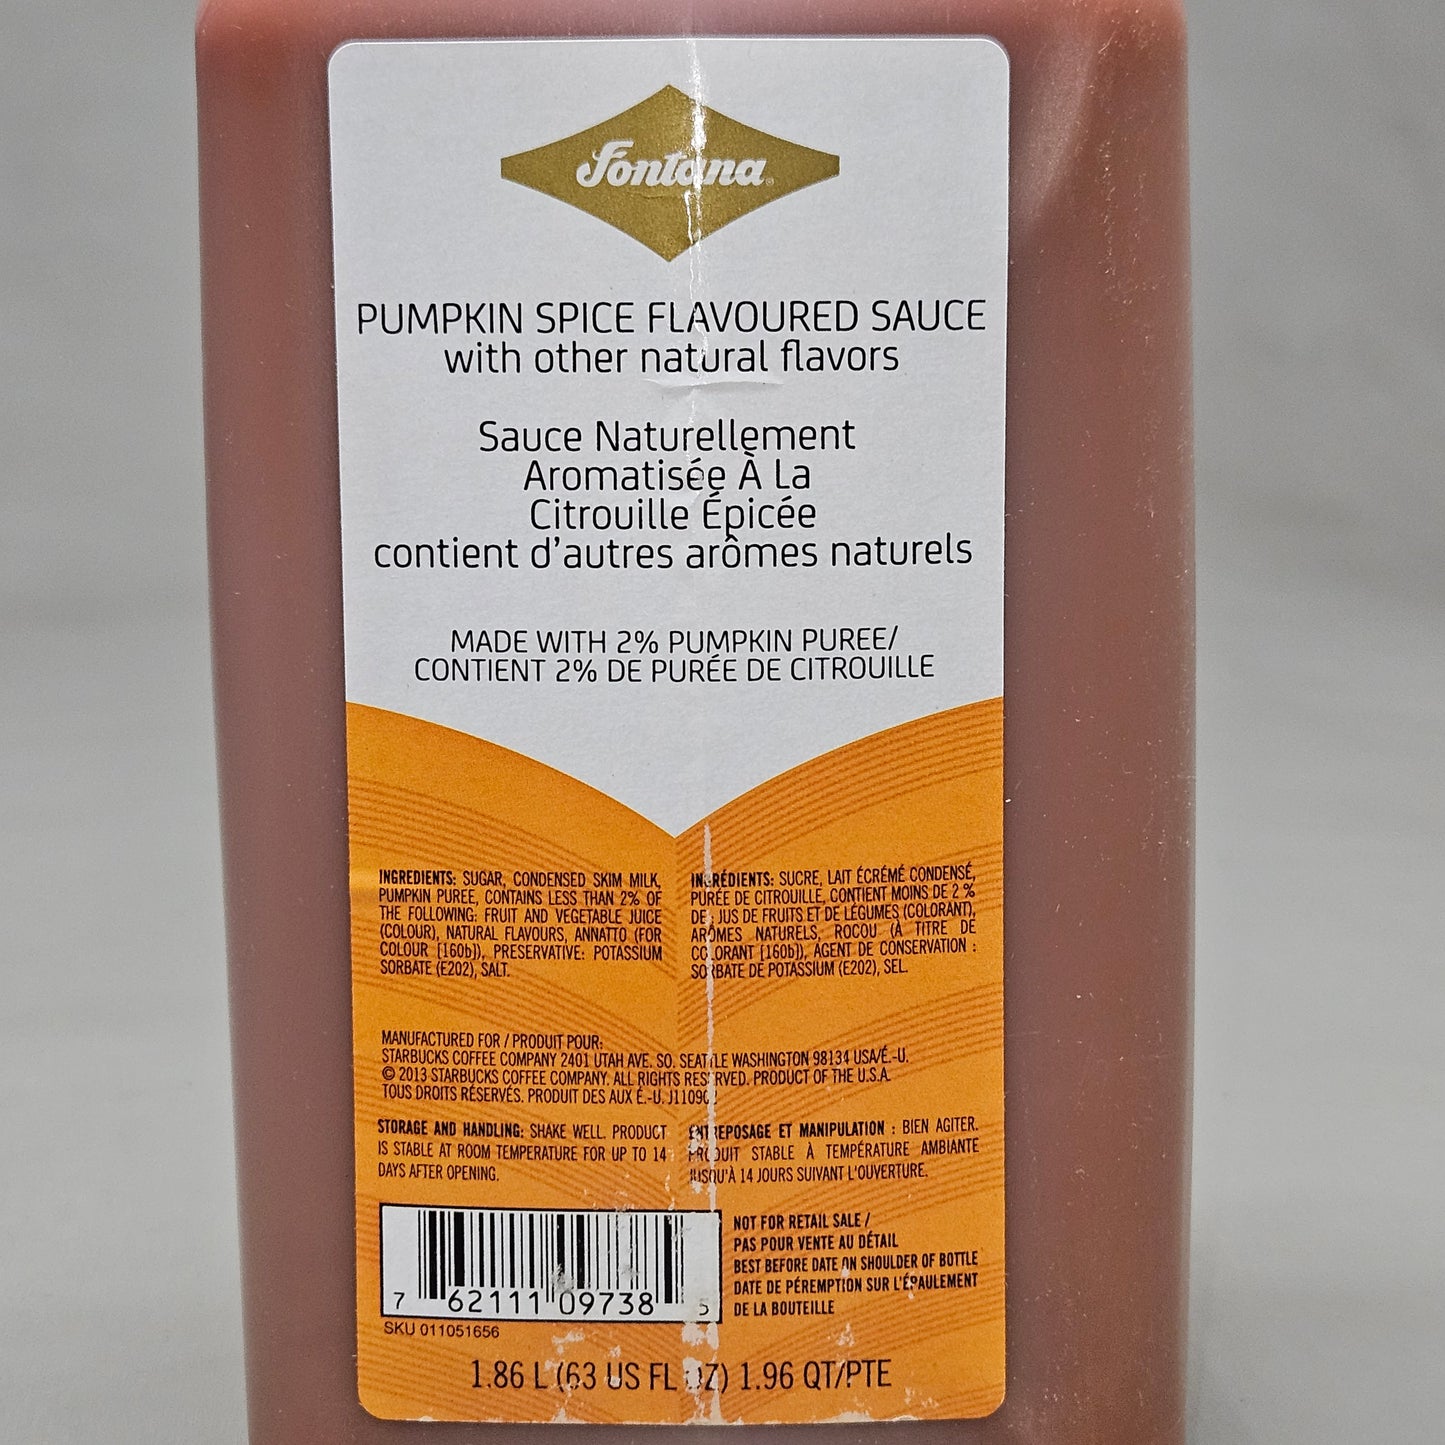 Fontana
PUMPKIN SPICE FLAVOURED SAUCE
with other natural flavors
Sauce Naturellement
Aromatisée À La
Citrouille Épicée
contient d'autres arômes naturels
MADE WITH 2% PUMPKIN PUREE/
CONTIENT 2% DE PURÉE DE CITROUILLE
INGREDIENTS: SUGAR, CONDENSED SKIM MILK,
PUMPKIN PUREE, CONTAINS LESS THAN 2% OF
THE FOLLOWING: FRUIT AND VEGETABLE JUICE
(COLOUR), NATURAL FLAVOURS, ANNATTO (FOR
COLOUR [160b]), PRESERVATIVE: POTASSIUM
SORBATE (E202), SALT.
INGRÉDIENTS: SUCRE, LAIT ÉCRÉMÉ CONDENSÉ,
PURÉE DE CITROUILLE, CONTIENT MOINS DE 2 %
DES JUS DE FRUITS ET DE LÉGUMES (COLORANT),
ARÔMES NATURELS, ROCOU (À TITRE DE
COLORANT [160b]), AGENT DE CONSERVATION :
SORBATE DE POTASSIUM (E202), SEL.
MANUFACTURED FOR / PRODUIT POUR:
STARBUCKS COFFEE COMPANY 2401 UTAH AVE. SO. SEATTLE WASHINGTON 98134 USA/É.-U.
© 2013 STARBUCKS COFFEE COMPANY. ALL RIGHTS RESERVED. PRODUCT OF THE U.S.A.
TOUS DROITS RÉSERVÉS. PRODUIT DES AUX É.-U.
STORAGE AND HANDLING: SHAKE WELL. PRODUCT
IS STABLE AT ROOM TEMPERATURE FOR UP TO 14
DAYS AFTER OPENING.
ENTREPOSAGE ET MANIPULATION : BIEN AGITER.
PRODUIT STABLE À TEMPÉRATURE AMBIANTE
JUSQU'À 14 JOURS SUIVANT L'OUVERTURE.
7 62111 09738 5
SKU 011051656
NOT FOR RETAIL SALE /
PAS POUR VENTE AU DÉTAIL
BEST BEFORE DATE ON SHOULDER OF BOTTLE
DATE DE PÉREMPTION SUR L'ÉPAULEMENT
DE LA BOUTEILLE
1.86 L (63 US FL OZ) 1.96 QT/PTE